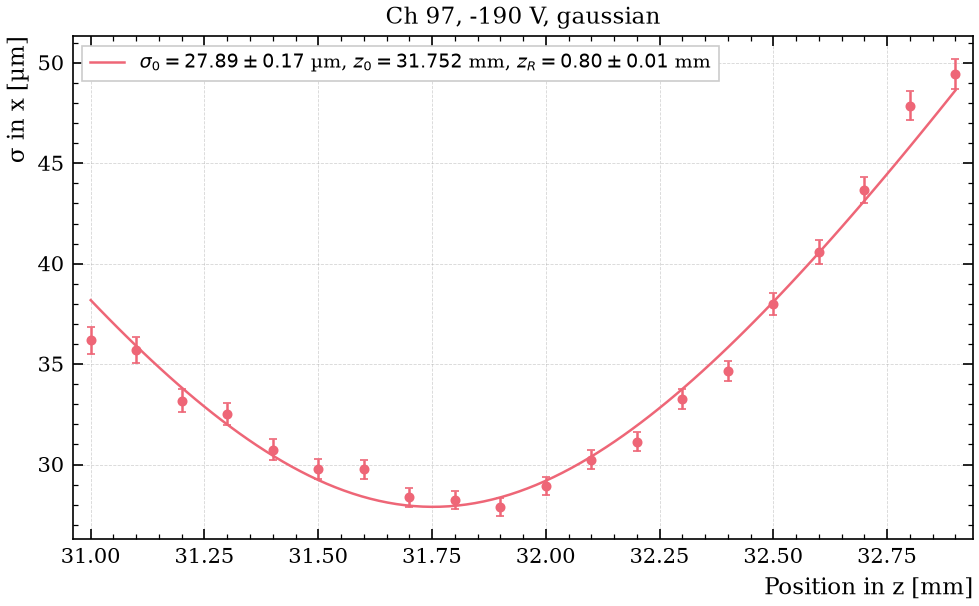 Ch 97, -190 V, gaussian
σ₀ = 27.89 ± 0.17 µm, z₀ = 31.752 mm, z_R = 0.80 ± 0.01 mm
σ in x [µm]
50
45
40
35
30
31.00 31.25 31.50 31.75 32.00 32.25 32.50 32.75
Position in z [mm]